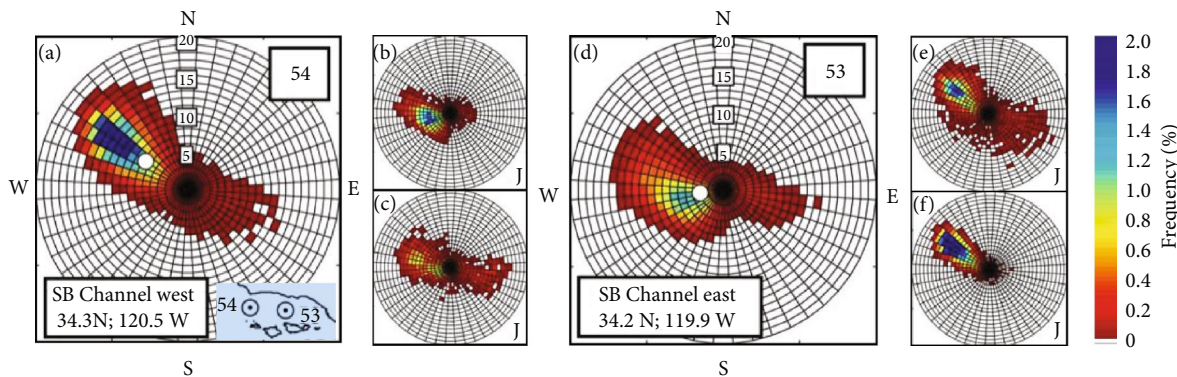 N
(a)
20
15
10
5
54
W
SB Channel west
34.3N; 120.5 W
54
53
S
(b)
J
(c)
J
N
(d)
20
15
10
5
53
W
E
SB Channel east
34.2 N; 119.9 W
S
E
(e)
J
(f)
J
2.0
1.8
1.6
1.4
1.2
1.0
0.8
0.6
0.4
0.2
0
Frequency (%)